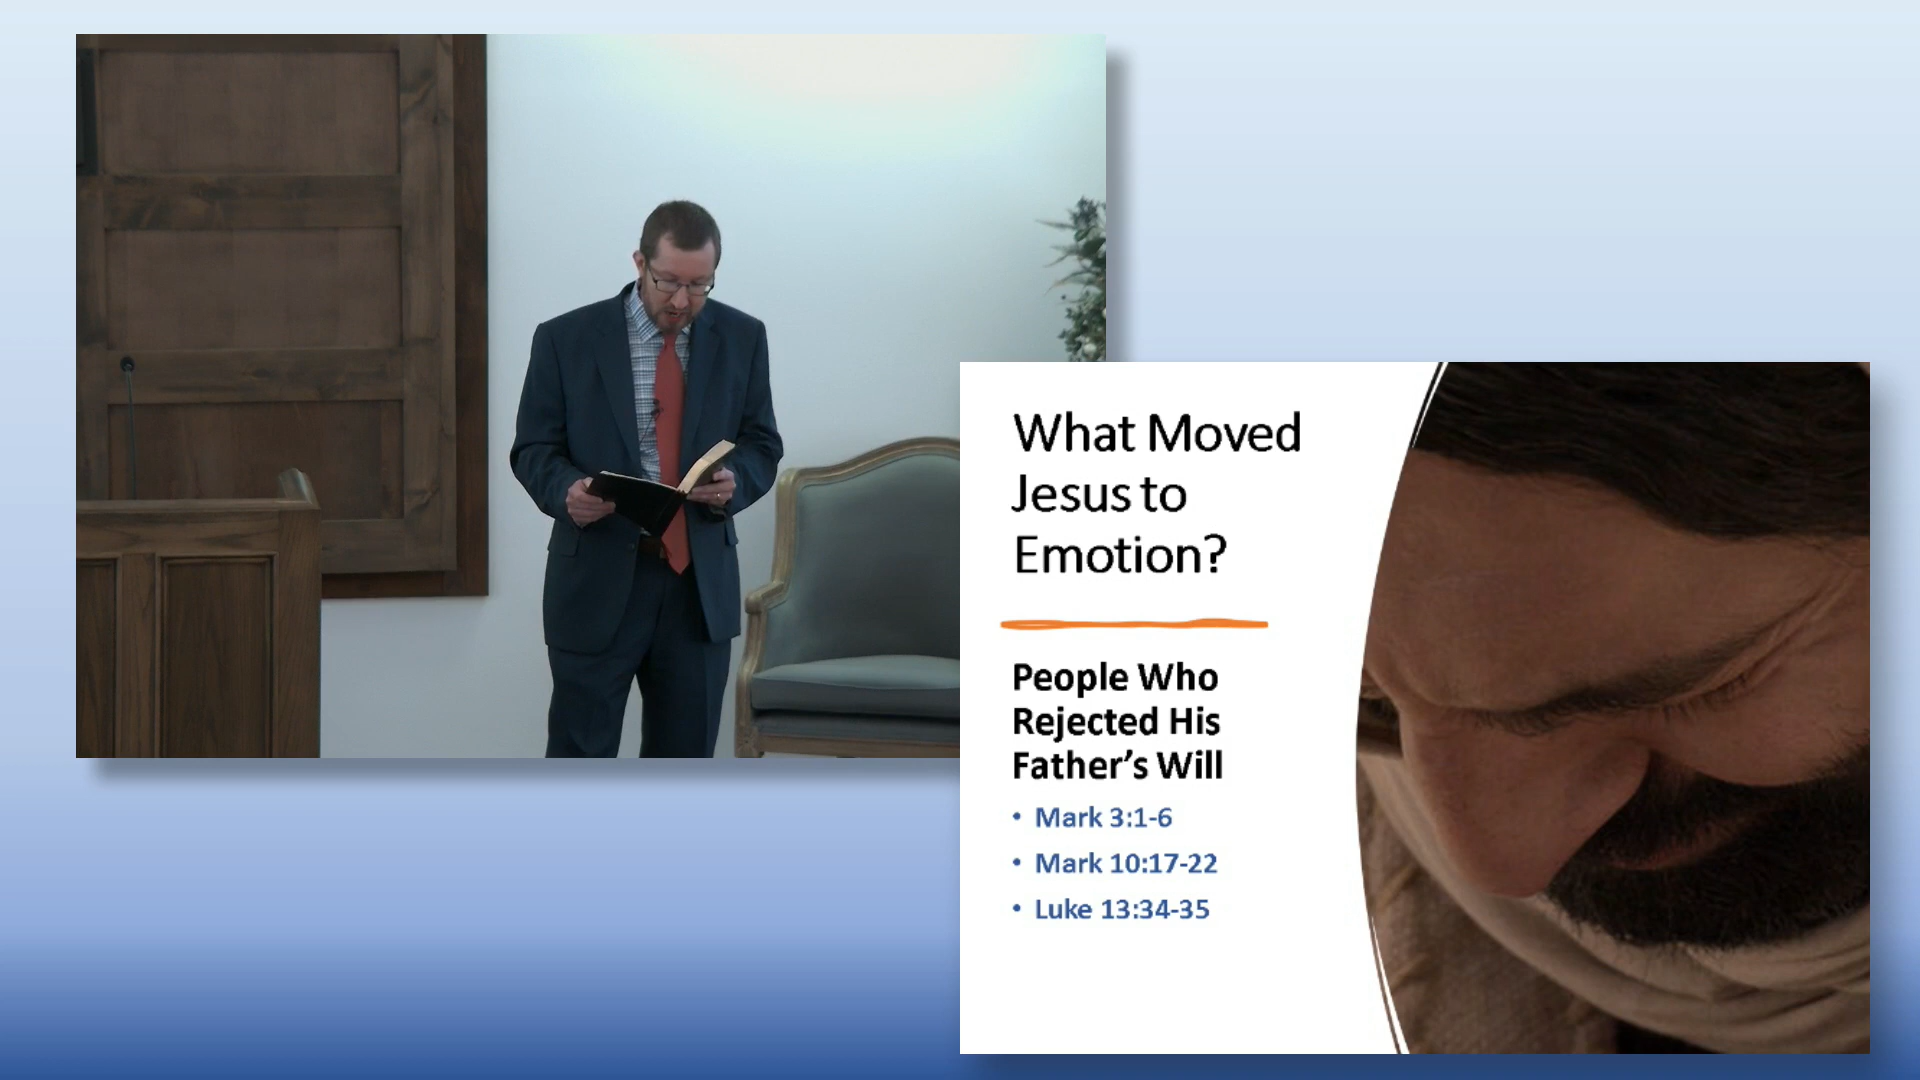 What Moved
Jesus to
Emotion?
People Who
Rejected His
Father's Will
• Mark 3:1-6
• Mark 10:17-22
• Luke 13:34-35